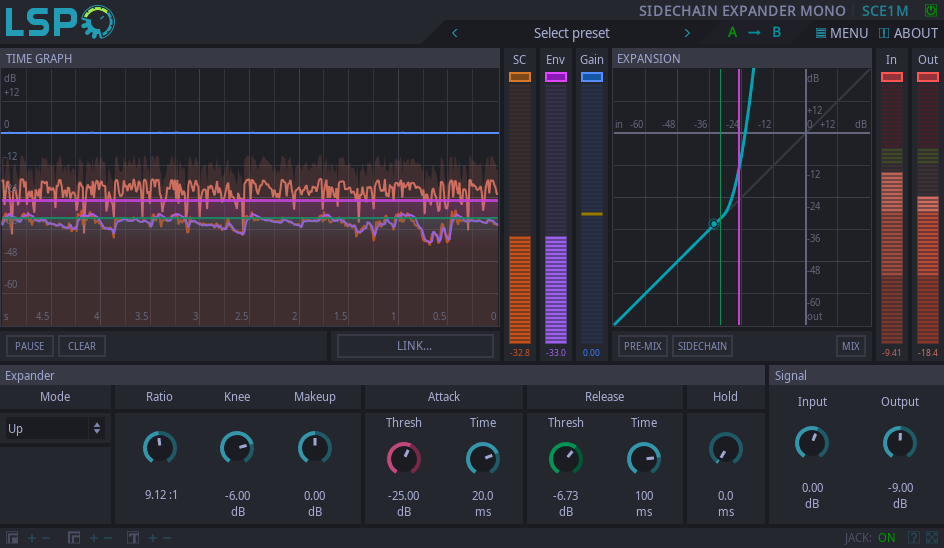 LSP
SIDECHAIN EXPANDER MONO SCE1M
Select preset
A → B
MENU
ABOUT
TIME GRAPH
SC
Env
Gain
EXPANSION
In
Out
dB
+12
0
-12
-48
-60
s 4.5 4 3.5 3 2.5 2 1.5 1 0.5 0
dB
+12
in -60 -48 -36 -24 -12 0 +12 dB
-12
-24
-36
-48
-60
out
PAUSE
CLEAR
LINK...
-32.8
-33.0
0.00
PRE-MIX
SIDECHAIN
MIX
-9.41
-18.4
Expander
Signal
Mode
Ratio
Knee
Makeup
Attack
Release
Hold
Input
Output
Up
Thresh
Time
Thresh
Time
9.12 :1
-6.00
dB
0.00
dB
-25.00
dB
20.0
ms
-6.73
dB
100
ms
0.0
ms
0.00
dB
-9.00
dB
JACK: ON
?